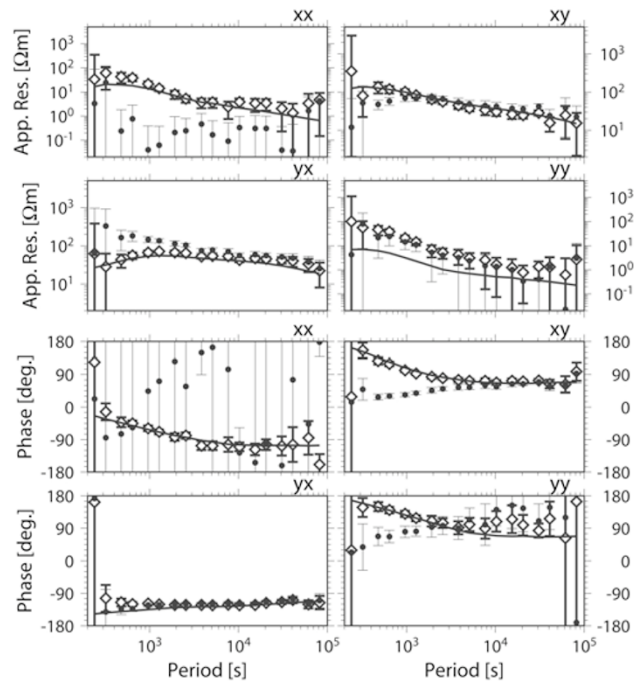 xx xy
App. Res. [Ωm] 10³ 10² 10¹ 10⁰ 10⁻¹ 10³ 10² 10¹
yx yy
App. Res. [Ωm] 10³ 10² 10¹ 10³ 10² 10¹ 10⁰ 10⁻¹
xx xy
Phase [deg.] 180 90 0 -90 -180 180 90 0 -90 -180
yx yy
Phase [deg.] 180 90 0 -90 -180 180 90 0 -90 -180
10³ 10⁴ 10⁵ 10³ 10⁴ 10⁵
Period [s] Period [s]